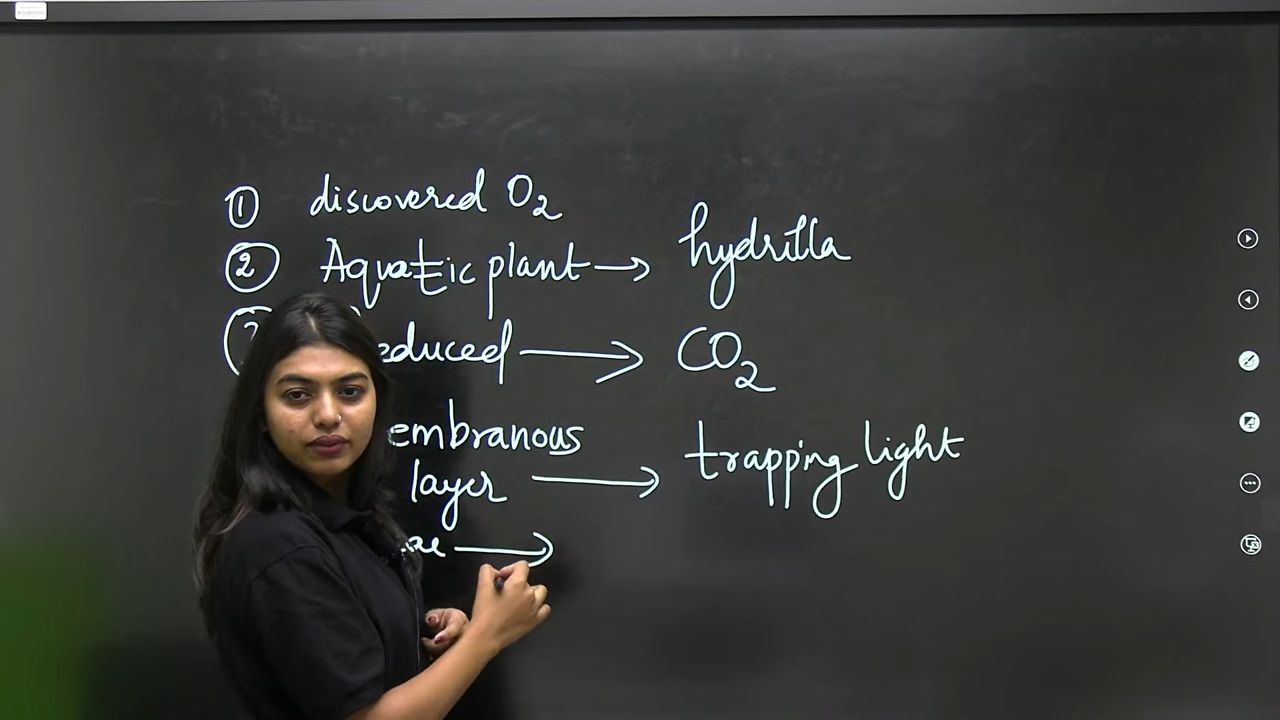 ① discovered O₂
② Aquatic plant → hydrilla
educed → CO₂
embranous
layer → trapping light
→